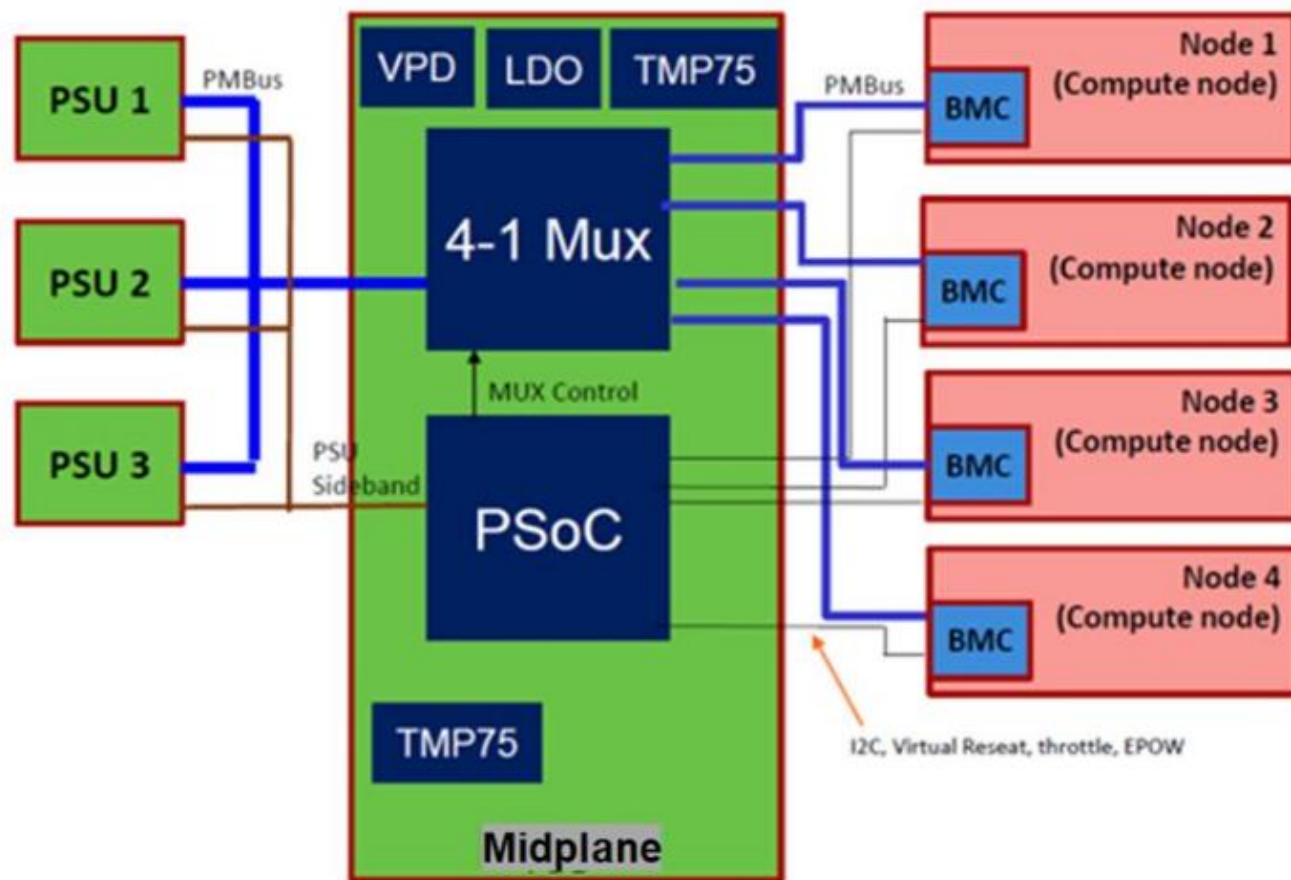 PSU 1
PMBus
PSU 2
PSU 3
PSU
Sideband
VPD
LDO
TMP75
4-1 Mux
MUX Control
PSoC
TMP75
Midplane
PMBus
Node 1
(Compute node)
BMC
Node 2
(Compute node)
BMC
Node 3
(Compute node)
BMC
Node 4
(Compute node)
BMC
I2C, Virtual Reseat, throttle, EPOW